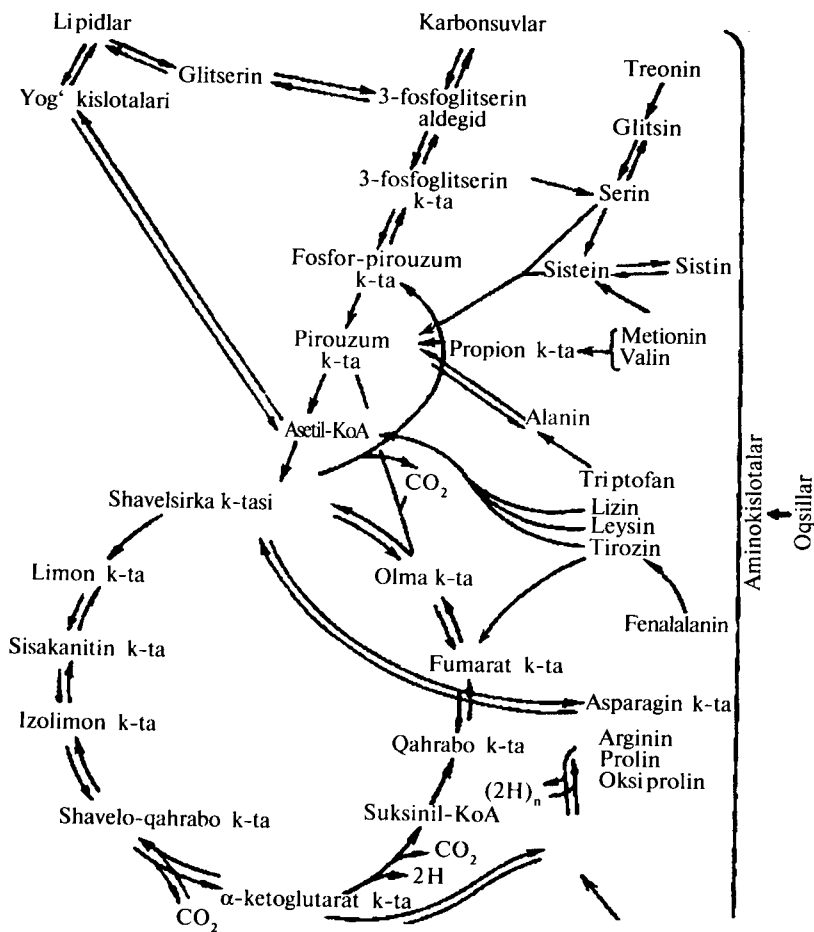 Lipidlar
Karbonsuvlar
Glitserin
Treonin
Yog‘ kislotalari
3-fosfoglitserin
aldegid
Glitsin
3-fosfoglitserin
k-ta
Serin
Fosfor-pirouzum
k-ta
Sistein
Sistin
Pirouzum
k-ta
Propion k-ta
Metionin
Valin
Alanin
Asetil-KoA
Triptofan
CO₂
Shavelsirka k-tasi
Lizin
Leysin
Tirozin
Aminokislotalar
Oqsillar
Limon k-ta
Olma k-ta
Fenalalanin
Sisakanitin k-ta
Fumarat k-ta
Asparagin k-ta
Izolimon k-ta
Qahrabo k-ta
Arginin
Prolin
Oksiprolin
(2H)ₙ
Shavelo-qahrabo k-ta
Suksinil-KoA
CO₂
2H
α-ketoglutarat k-ta
CO₂